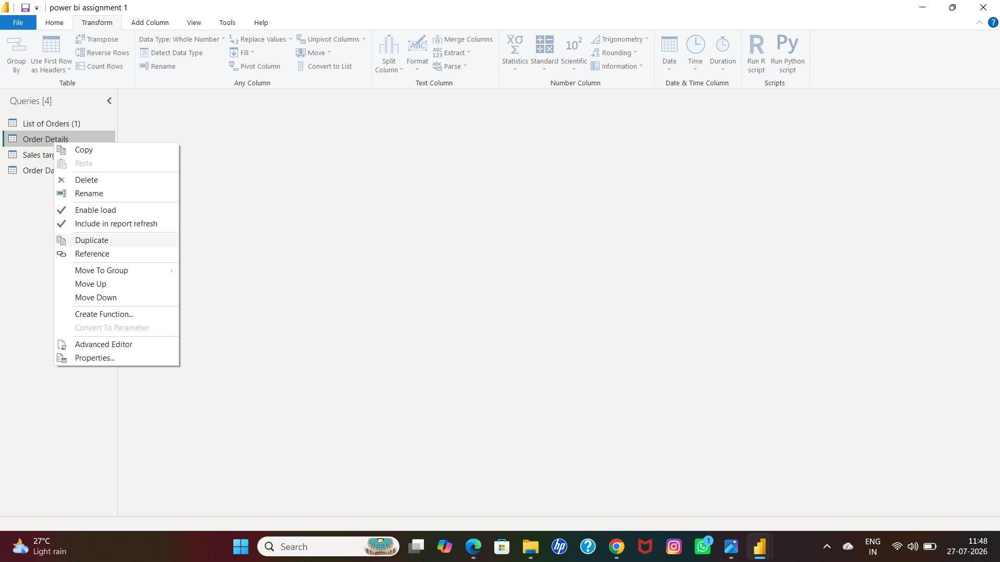 power bi assignment 1
File Home Transform Add Column View Tools Help
Group By
Use First Row as Headers
Transpose
Reverse Rows
Count Rows
Table
Data Type: Whole Number
Detect Data Type
Rename
Replace Values
Fill
Pivot Column
Unpivot Columns
Move
Convert to List
Any Column
Split Column
Format
Merge Columns
Extract
Parse
Text Column
Statistics
Standard
Scientific
Trigonometry
Rounding
Information
Number Column
Date
Time
Duration
Date & Time Column
Run R script
Run Python script
Scripts
Queries [4]
List of Orders (1)
Order Details
Sales targ
Order Da
Copy
Paste
Delete
Rename
Enable load
Include in report refresh
Duplicate
Reference
Move To Group
Move Up
Move Down
Create Function...
Convert To Parameter
Advanced Editor
Properties...
27°C
Light rain
Search
1
ENG
IN
11:48
27-07-2026